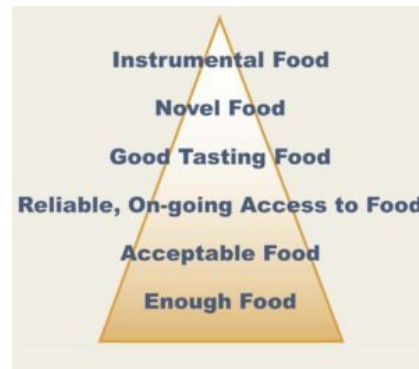 Instrumental Food
Novel Food
Good Tasting Food
Reliable, On-going Access to Food
Acceptable Food
Enough Food